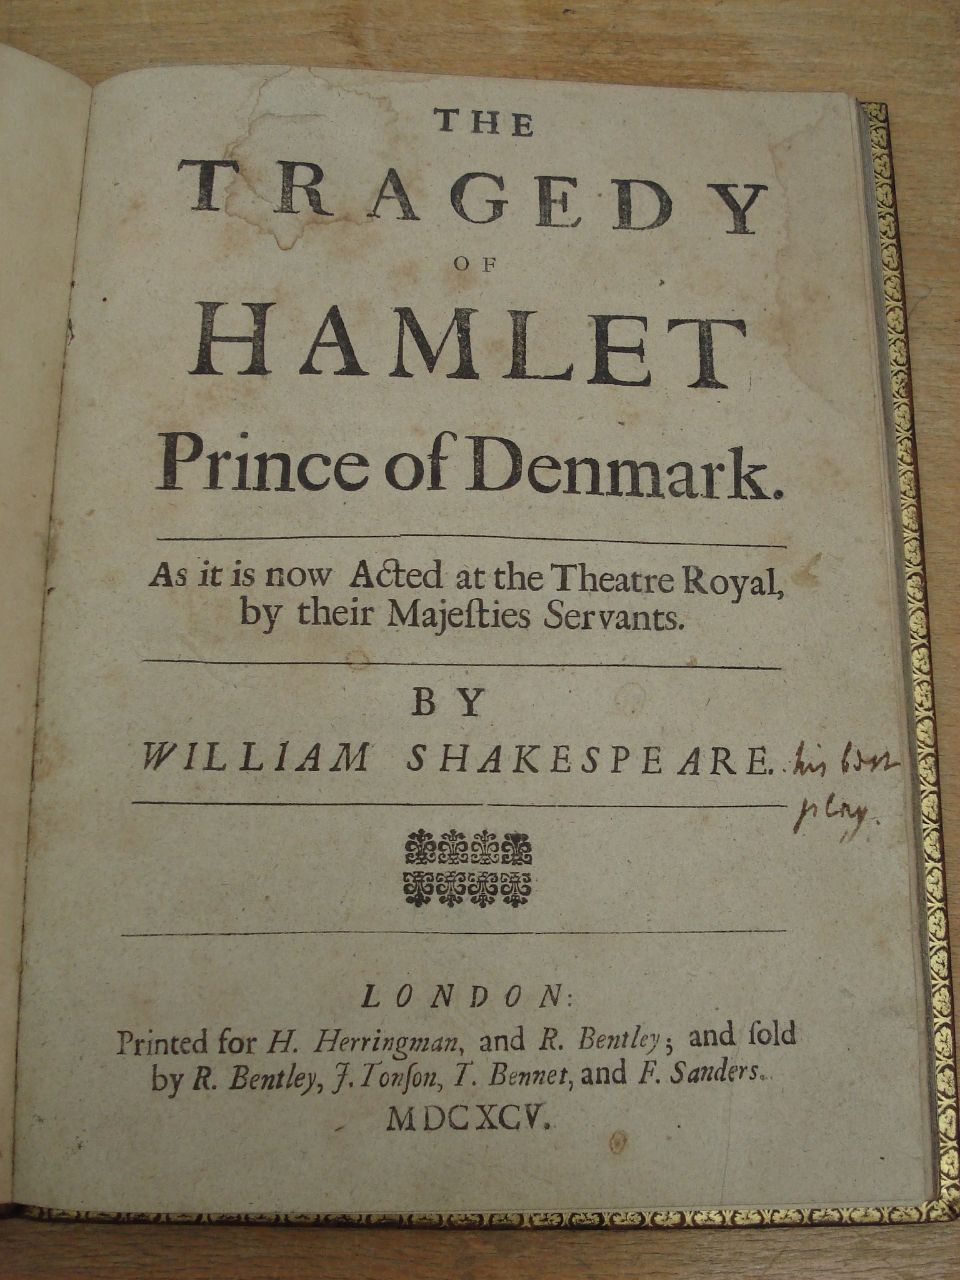 THE
TRAGEDY
OF
HAMLET
Prince of Denmark.
As it is now Acted at the Theatre Royal,
by their Majeſties Servants.
BY
WILLIAM SHAKESPEARE. his best
play.
LONDON:
Printed for H. Herringman, and R. Bentley; and ſold
by R. Bentley, J. Tonſon, T. Bennet, and F. Sanders.
MDCXCV.